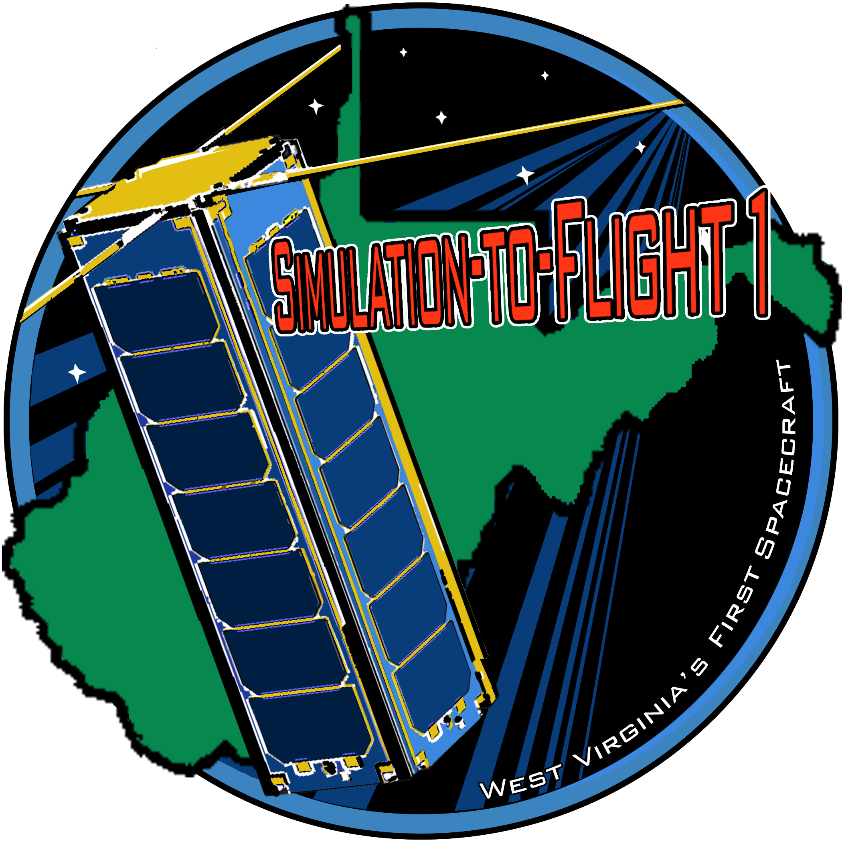 Simulation-to-Flight 1
West Virginia's First Spacecraft